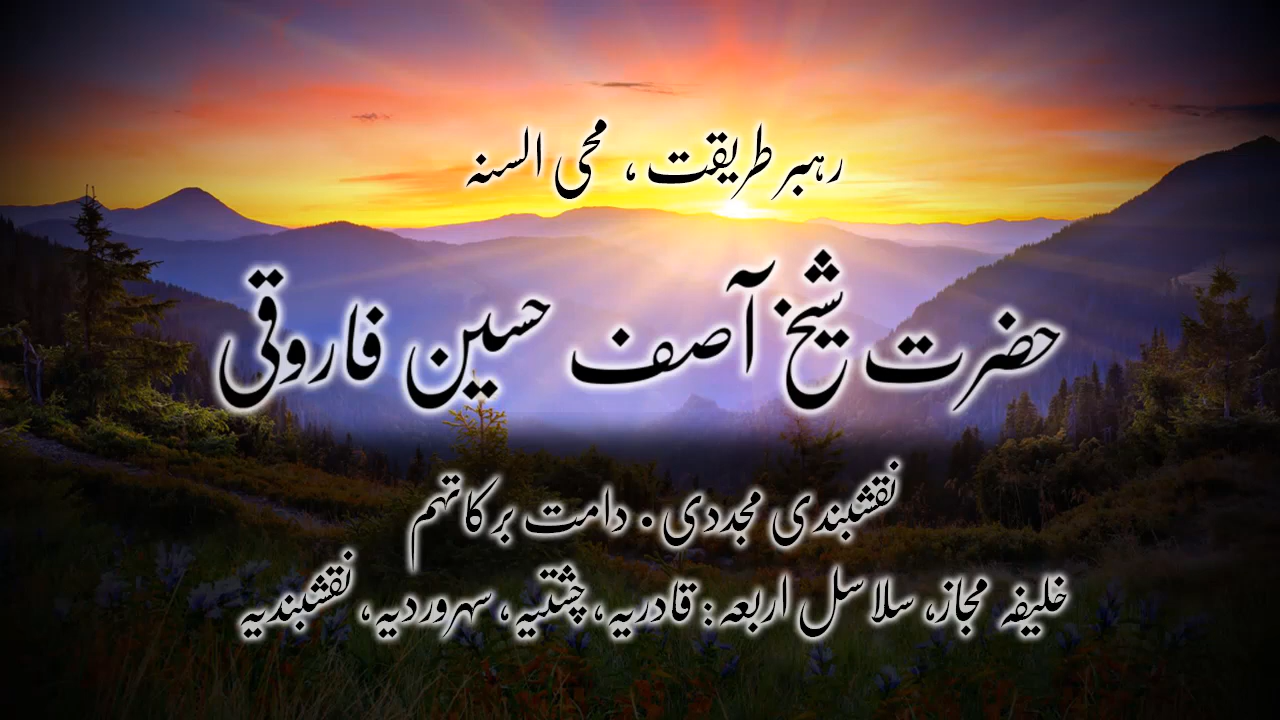 رہبر طریقت ، محی السنہ
حضرت شیخ آصف حسین فاروقی
نقشبندی مجددی . دامت برکاتہم
خلیفہ مجاز، سلاسل اربعہ : قادریہ ، چشتیہ ، سہروردیہ ، نقشبندیہ